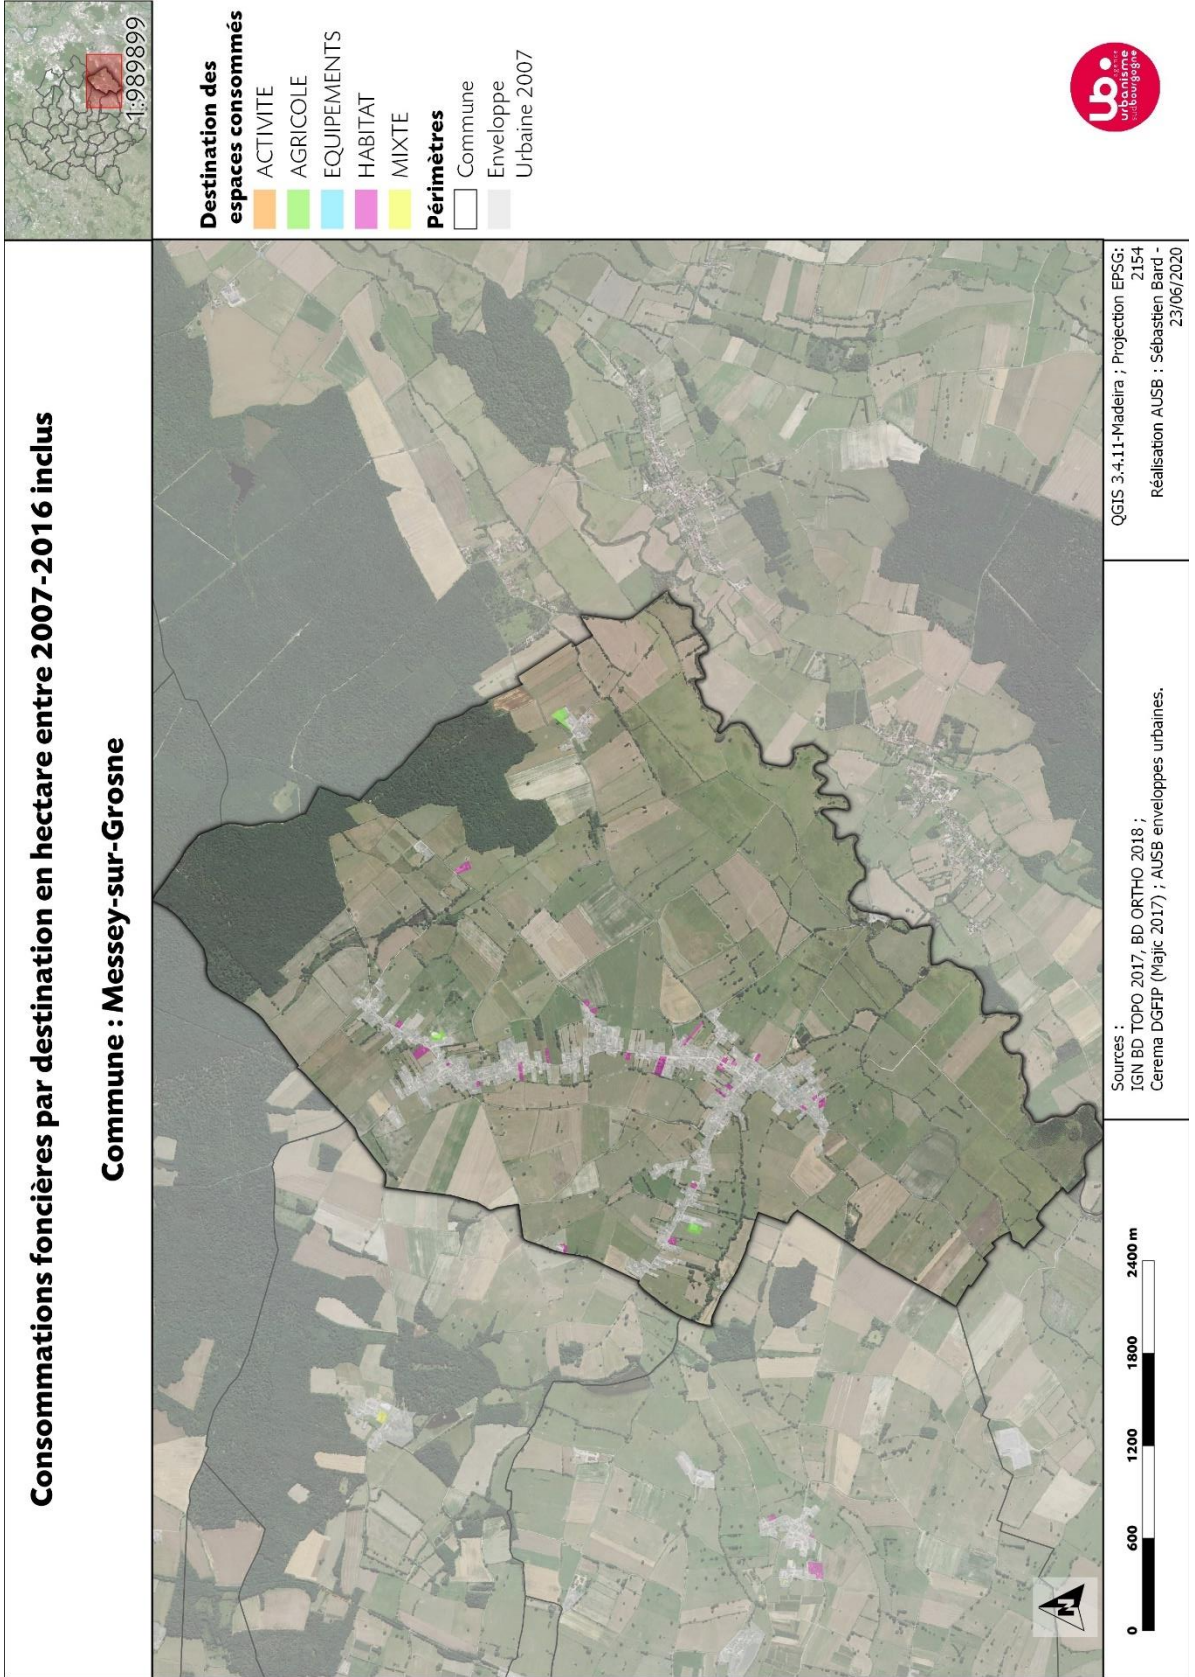 Consommations foncières par destination en hectare entre 2007-2016 inclus
Commune : Messey-sur-Grosne
1:989899
Destination des
espaces consommés
ACTIVITE
AGRICOLE
EQUIPEMENTS
HABITAT
MIXTE
Périmètres
Commune
Enveloppe
Urbaine 2007
N
0 600 1200 1800 2400 m
Sources :
IGN BD TOPO 2017, BD ORTHO 2018 ;
Cerema DGFIP (Majic 2017) ; AUSB enveloppes urbaines.
QGIS 3.4.11-Madeira ; Projection EPSG:
2154
Réalisation AUSB : Sébastien Bard -
23/06/2020
ub.
agence
urbanisme
sudbourgogne